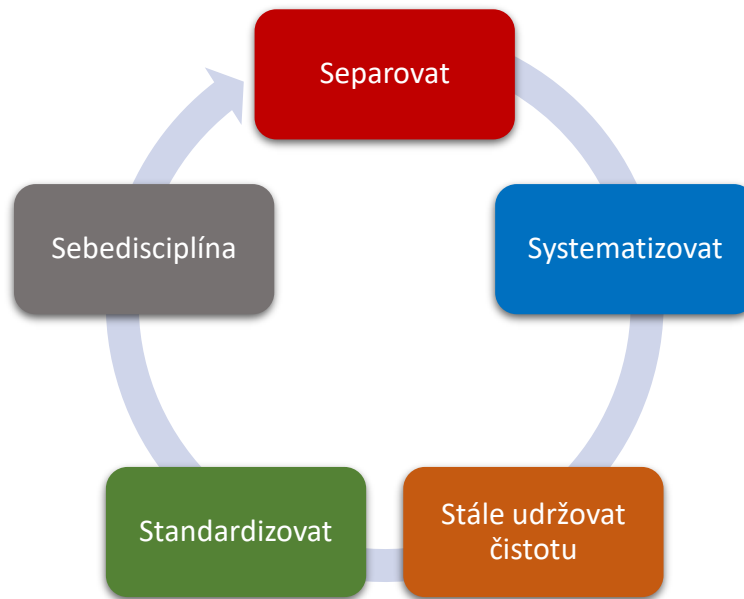 Separovat
Systematizovat
Stále udržovat
čistotu
Standardizovat
Sebedisciplína